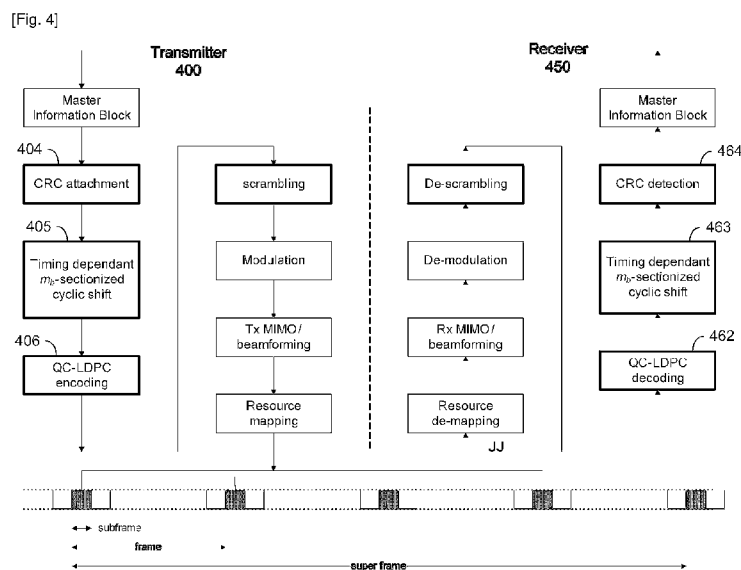 [Fig. 4]
Transmitter
400
Receiver
450
Master
Information Block
404
CRC attachment
405
Timing dependant
mb-sectionized
cyclic shift
406
QC-LDPC
encoding
scrambling
Modulation
Tx MIMO/
beamforming
Resource
mapping
De-scrambling
De-modulation
Rx MIMO/
beamforming
Resource
de-mapping
JJ
Master
Information Block
464
CRC detection
463
Timing dependant
mb-sectionized
cyclic shift
462
QC-LDPC
decoding
subframe
frame
super frame